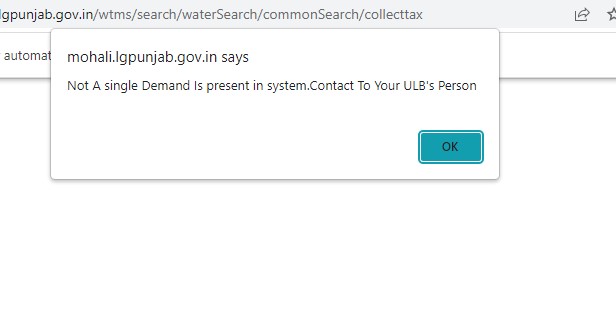 lgpunjab.gov.in/wtms/search/waterSearch/commonSearch/collecttax
automat
mohali.lgpunjab.gov.in says
Not A single Demand Is present in system.Contact To Your ULB's Person
OK